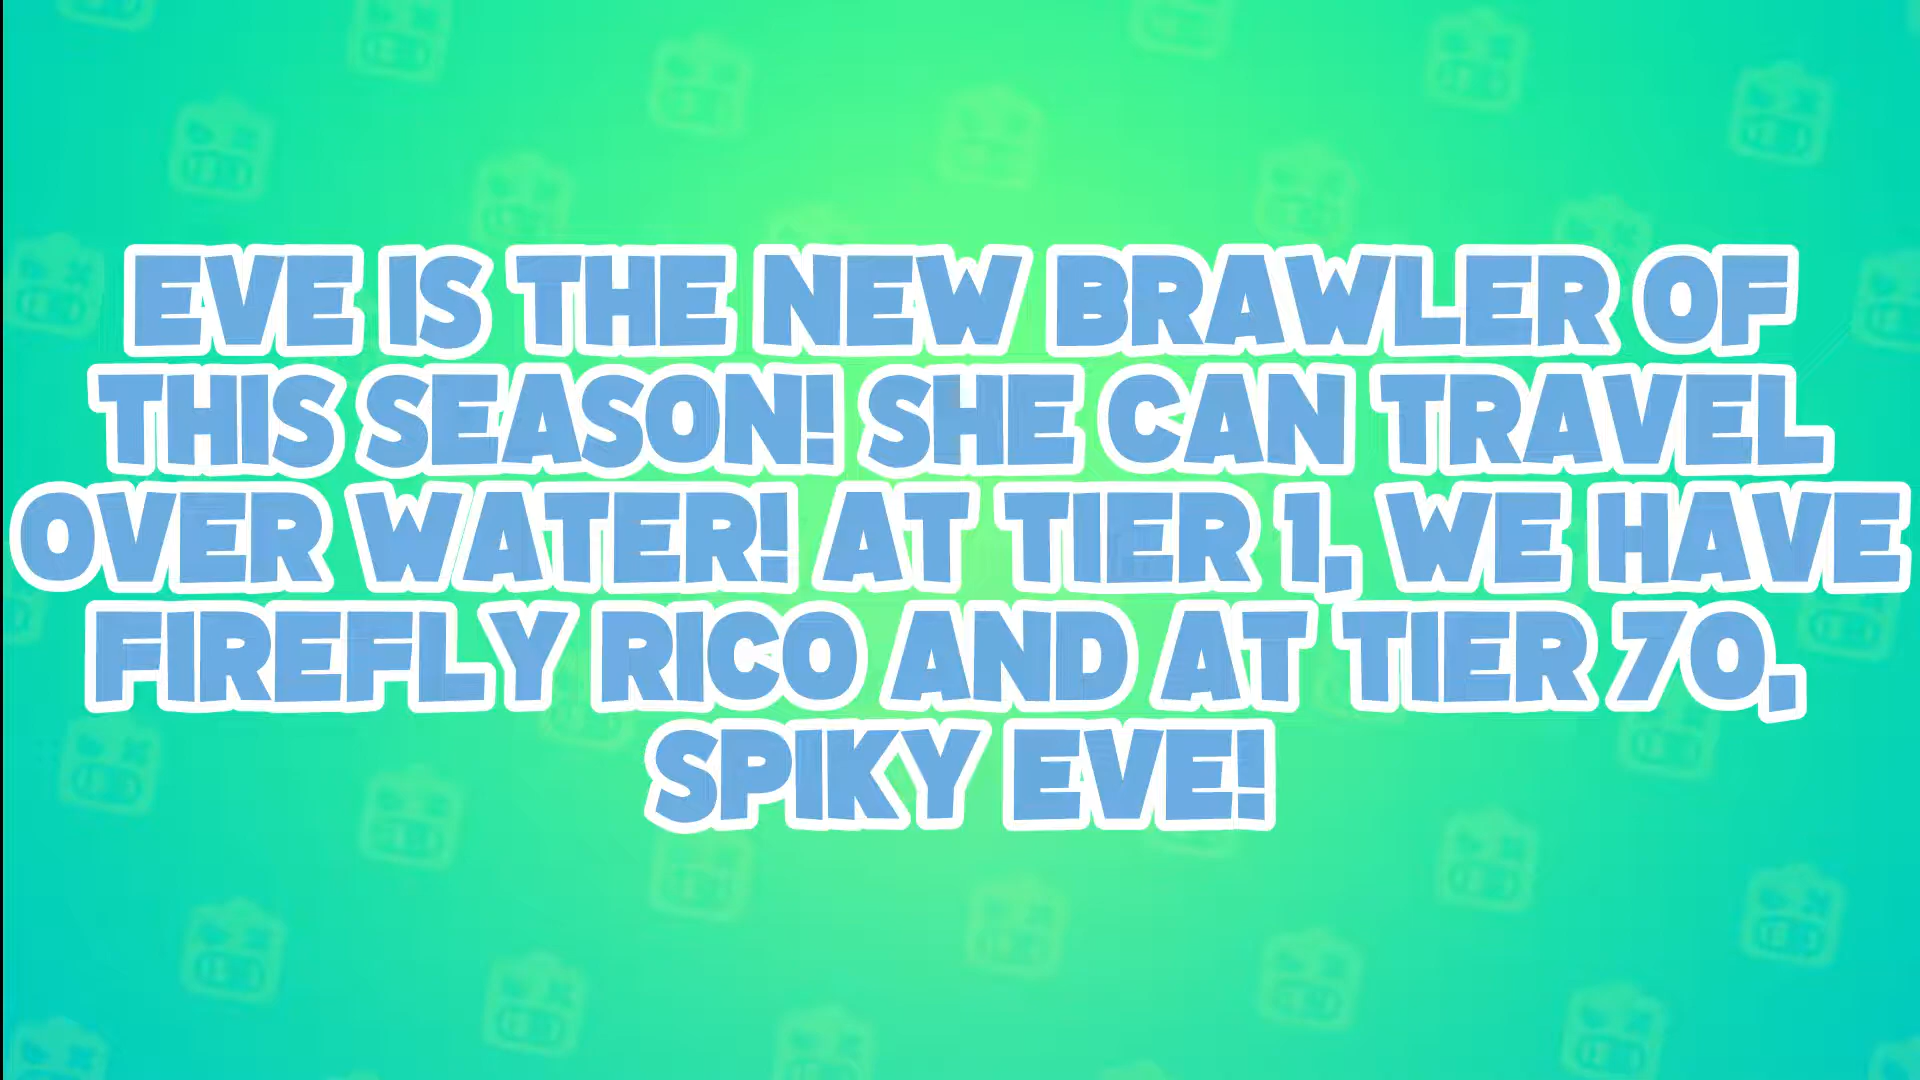 EVE IS THE NEW BRAWLER OF
THIS SEASON! SHE CAN TRAVEL
OVER WATER! AT TIER 1, WE HAVE
FIREFLY RICO AND AT TIER 70,
SPIKY EVE!